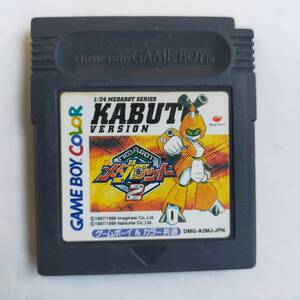 Nintendo GAME BOY
1/24 MEDAROT SERIES
KABUTO
VERSION
GAME BOY COLOR
imagineer
MEDAROT
メダロット
2
©1997/1999 Imagineer Co.,Ltd.
©1997/1999 Natsume Co.,Ltd.
ゲームボーイ&カラー共通
DMG-A2MJ-JPN